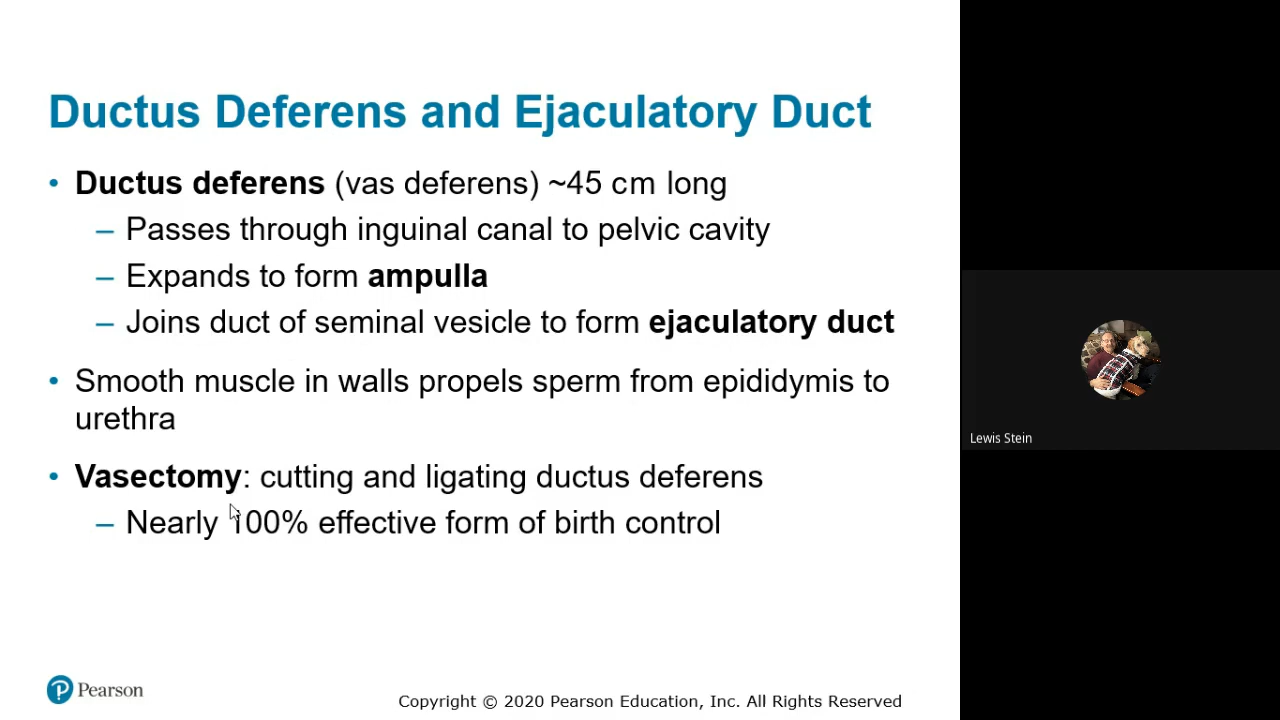 Ductus Deferens and Ejaculatory Duct
• Ductus deferens (vas deferens) ~45 cm long
– Passes through inguinal canal to pelvic cavity
– Expands to form ampulla
– Joins duct of seminal vesicle to form ejaculatory duct
• Smooth muscle in walls propels sperm from epididymis to
urethra
• Vasectomy: cutting and ligating ductus deferens
– Nearly 100% effective form of birth control
Lewis Stein
Pearson
Copyright © 2020 Pearson Education, Inc. All Rights Reserved